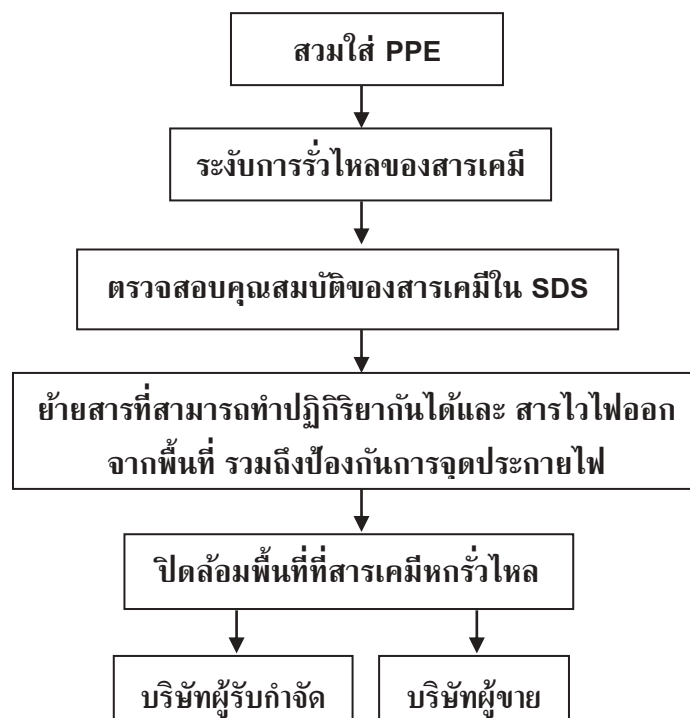 สวมใส่ PPE
ระงับการรั่วไหลของสารเคมี
ตรวจสอบคุณสมบัติของสารเคมีใน SDS
ย้ายสารที่สามารถทำปฏิกิริยากันได้และ สารไวไฟออก
จากพื้นที่ รวมถึงป้องกันการจุดประกายไฟ
ปิดล้อมพื้นที่ที่สารเคมีหกรั่วไหล
บริษัทผู้รับกำจัด
บริษัทผู้ขาย